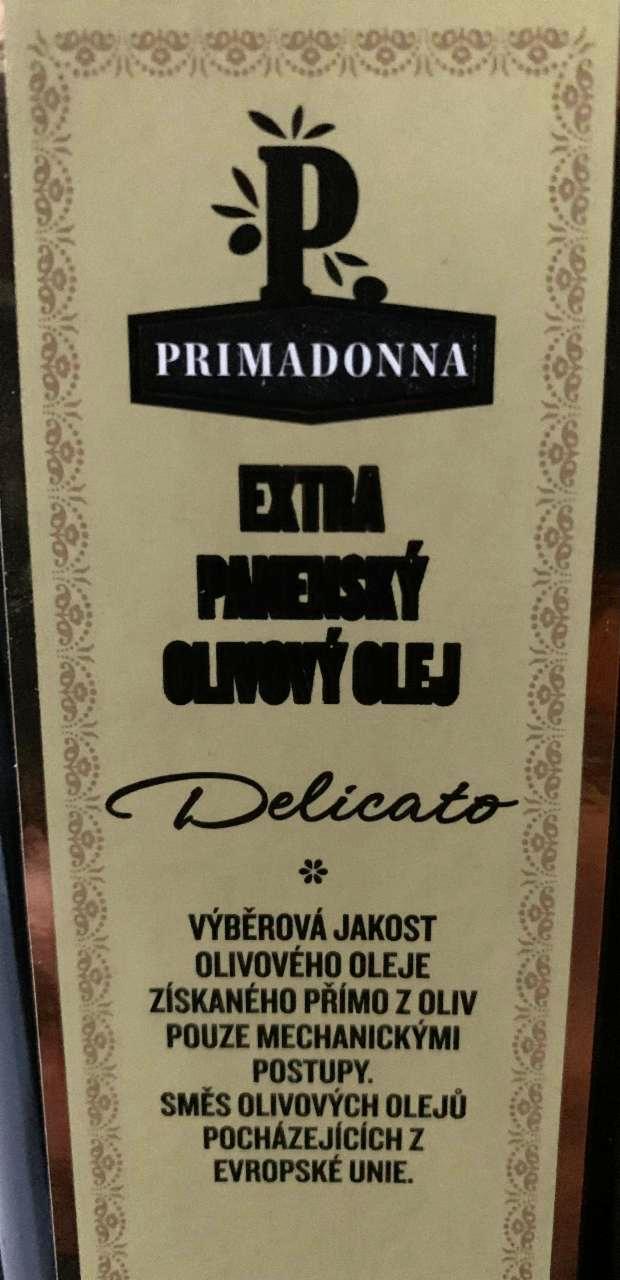 P
PRIMADONNA
EXTRA
PANENSKÝ
OLIVOVÝ OLEJ
Delicato
VÝBĚROVÁ JAKOST
OLIVOVÉHO OLEJE
ZÍSKANÉHO PŘÍMO Z OLIV
POUZE MECHANICKÝMI
POSTUPY.
SMĚS OLIVOVÝCH OLEJŮ
POCHÁZEJÍCÍCH Z
EVROPSKÉ UNIE.